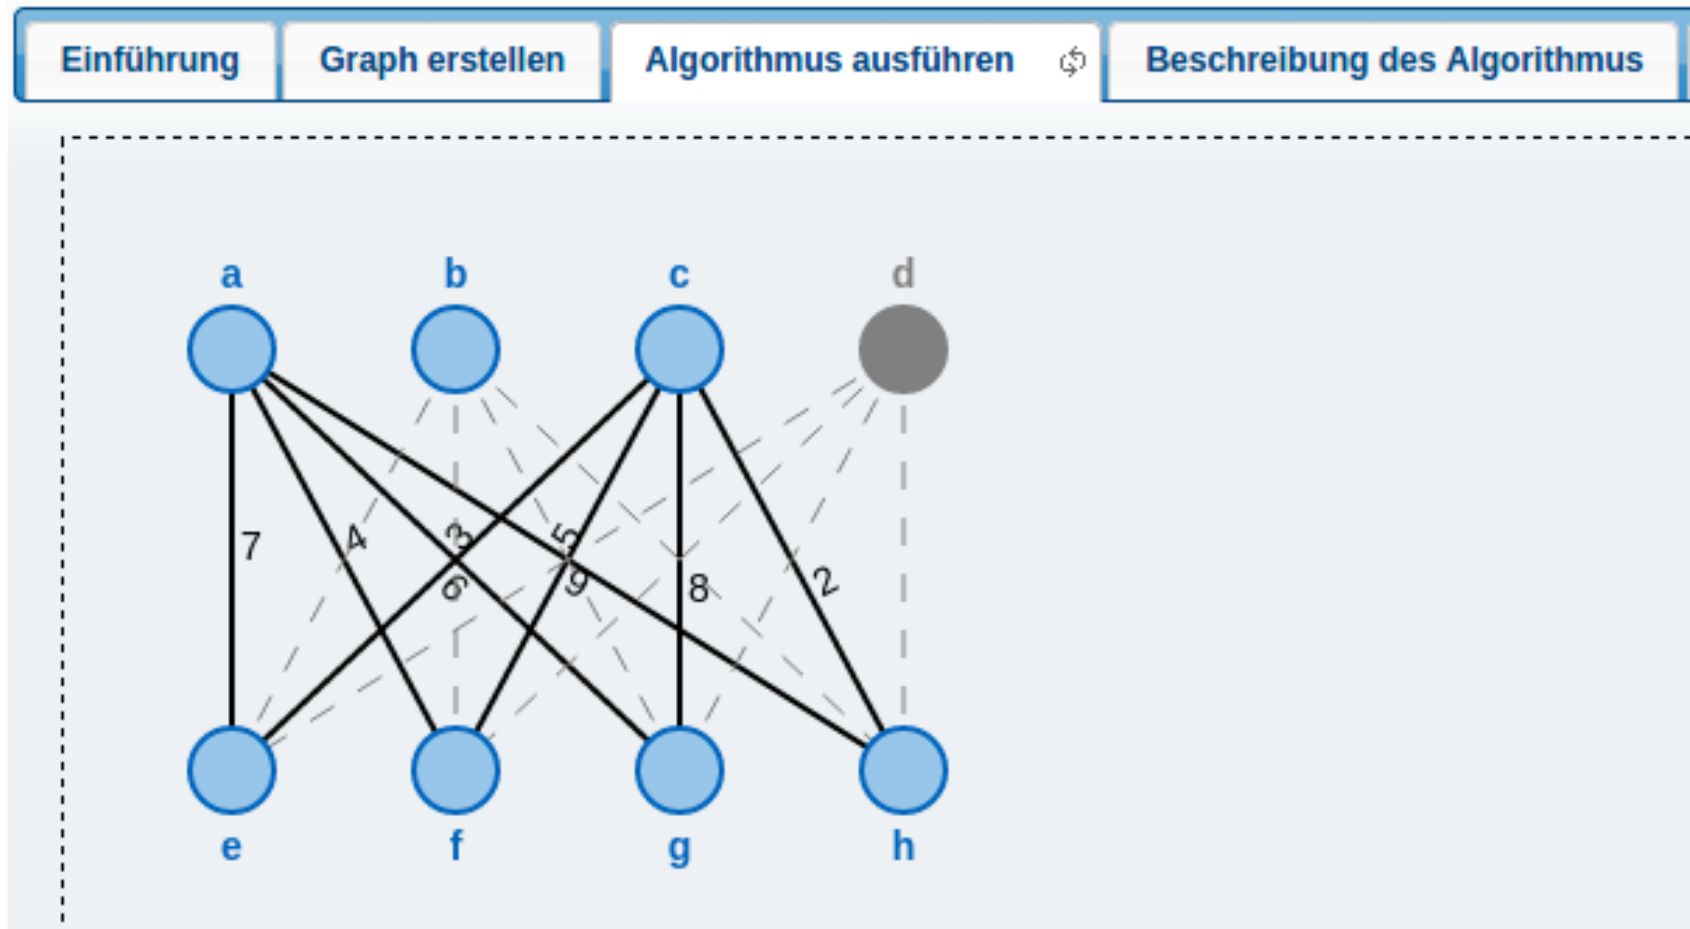 Einführung Graph erstellen Algorithmus ausführen Beschreibung des Algorithmus
a b c d
7 4 3 5
6 9 8 2
e f g h